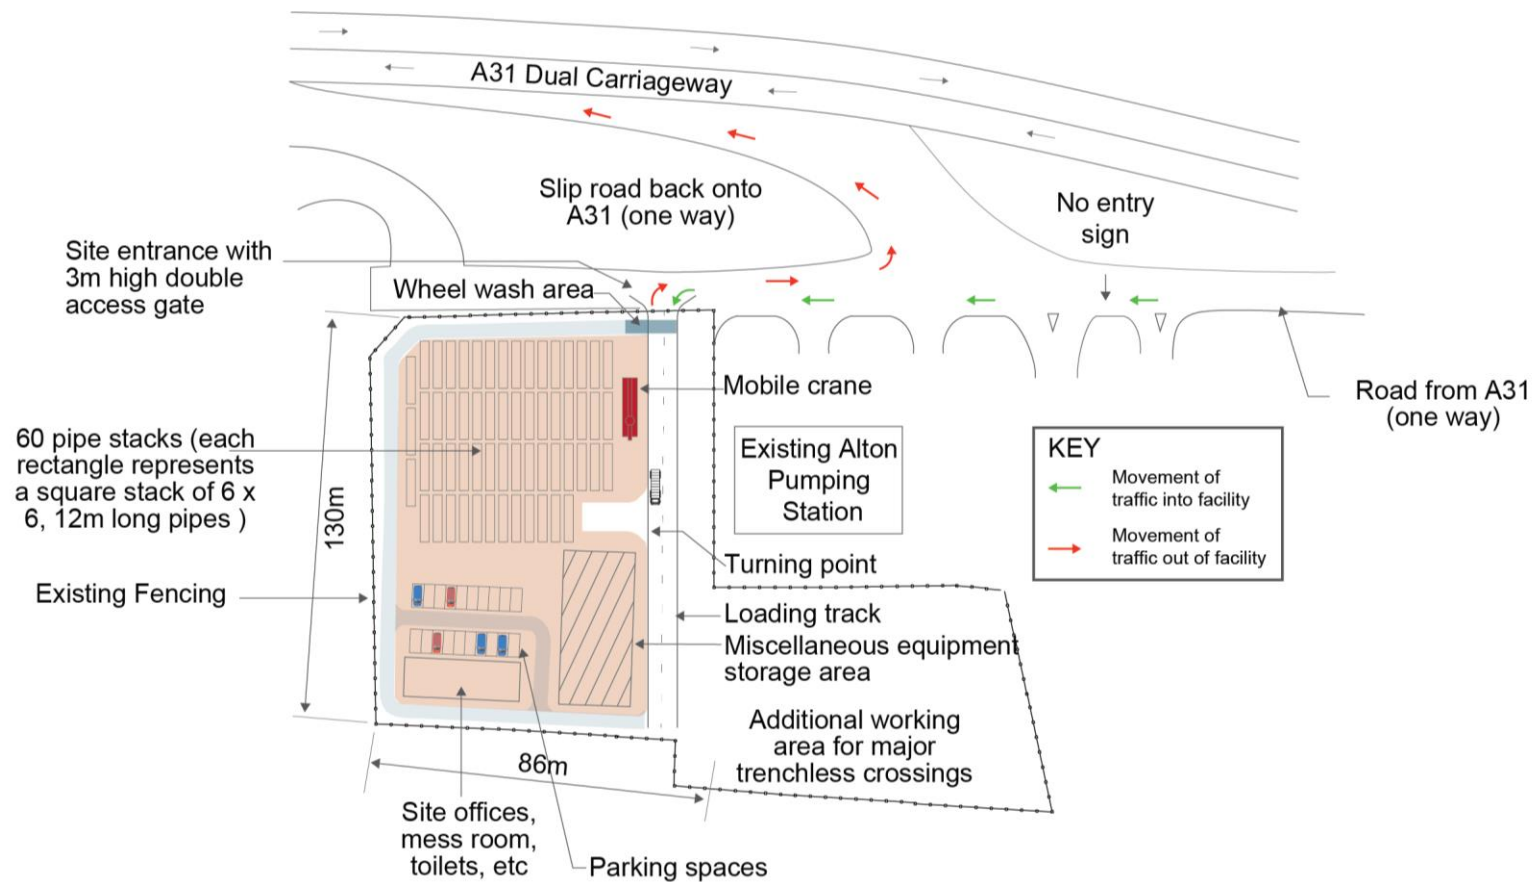 A31 Dual Carriageway
Slip road back onto
A31 (one way)
No entry
sign
Site entrance with
3m high double
access gate
Wheel wash area
Mobile crane
Road from A31
(one way)
60 pipe stacks (each
rectangle represents
a square stack of 6 x
6, 12m long pipes )
Existing Alton
Pumping
Station
KEY
Movement of
traffic into facility
Movement of
traffic out of facility
130m
Turning point
Existing Fencing
Loading track
Miscellaneous equipment
storage area
Additional working
area for major
trenchless crossings
86m
Site offices,
mess room,
toilets, etc
Parking spaces